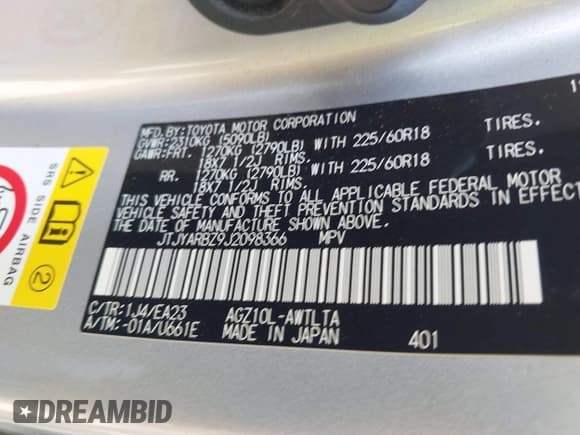 MFD.BY:TOYOTA MOTOR CORPORATION
GVWR:2310KG (5090LB)
GAWR:FRT. 1270KG (2790LB) WITH 225/60R18 TIRES.
18X7 1/2J RIMS.
RR. 1270KG (2790LB) WITH 225/60R18 TIRES.
18X7 1/2J RIMS.
THIS VEHICLE CONFORMS TO ALL APPLICABLE FEDERAL MOTOR
VEHICLE SAFETY AND THEFT PREVENTION STANDARDS IN EFFECT
THE DATE OF MANUFACTURE SHOWN ABOVE.
JTJYARBZ9J2098366 MPV
C/TR:1J4/EA23 AGZ10L-AWTLTA
A/TM:-01A/U661E MADE IN JAPAN 401
SRS SIDE AIRBAG
2
DREAMBID